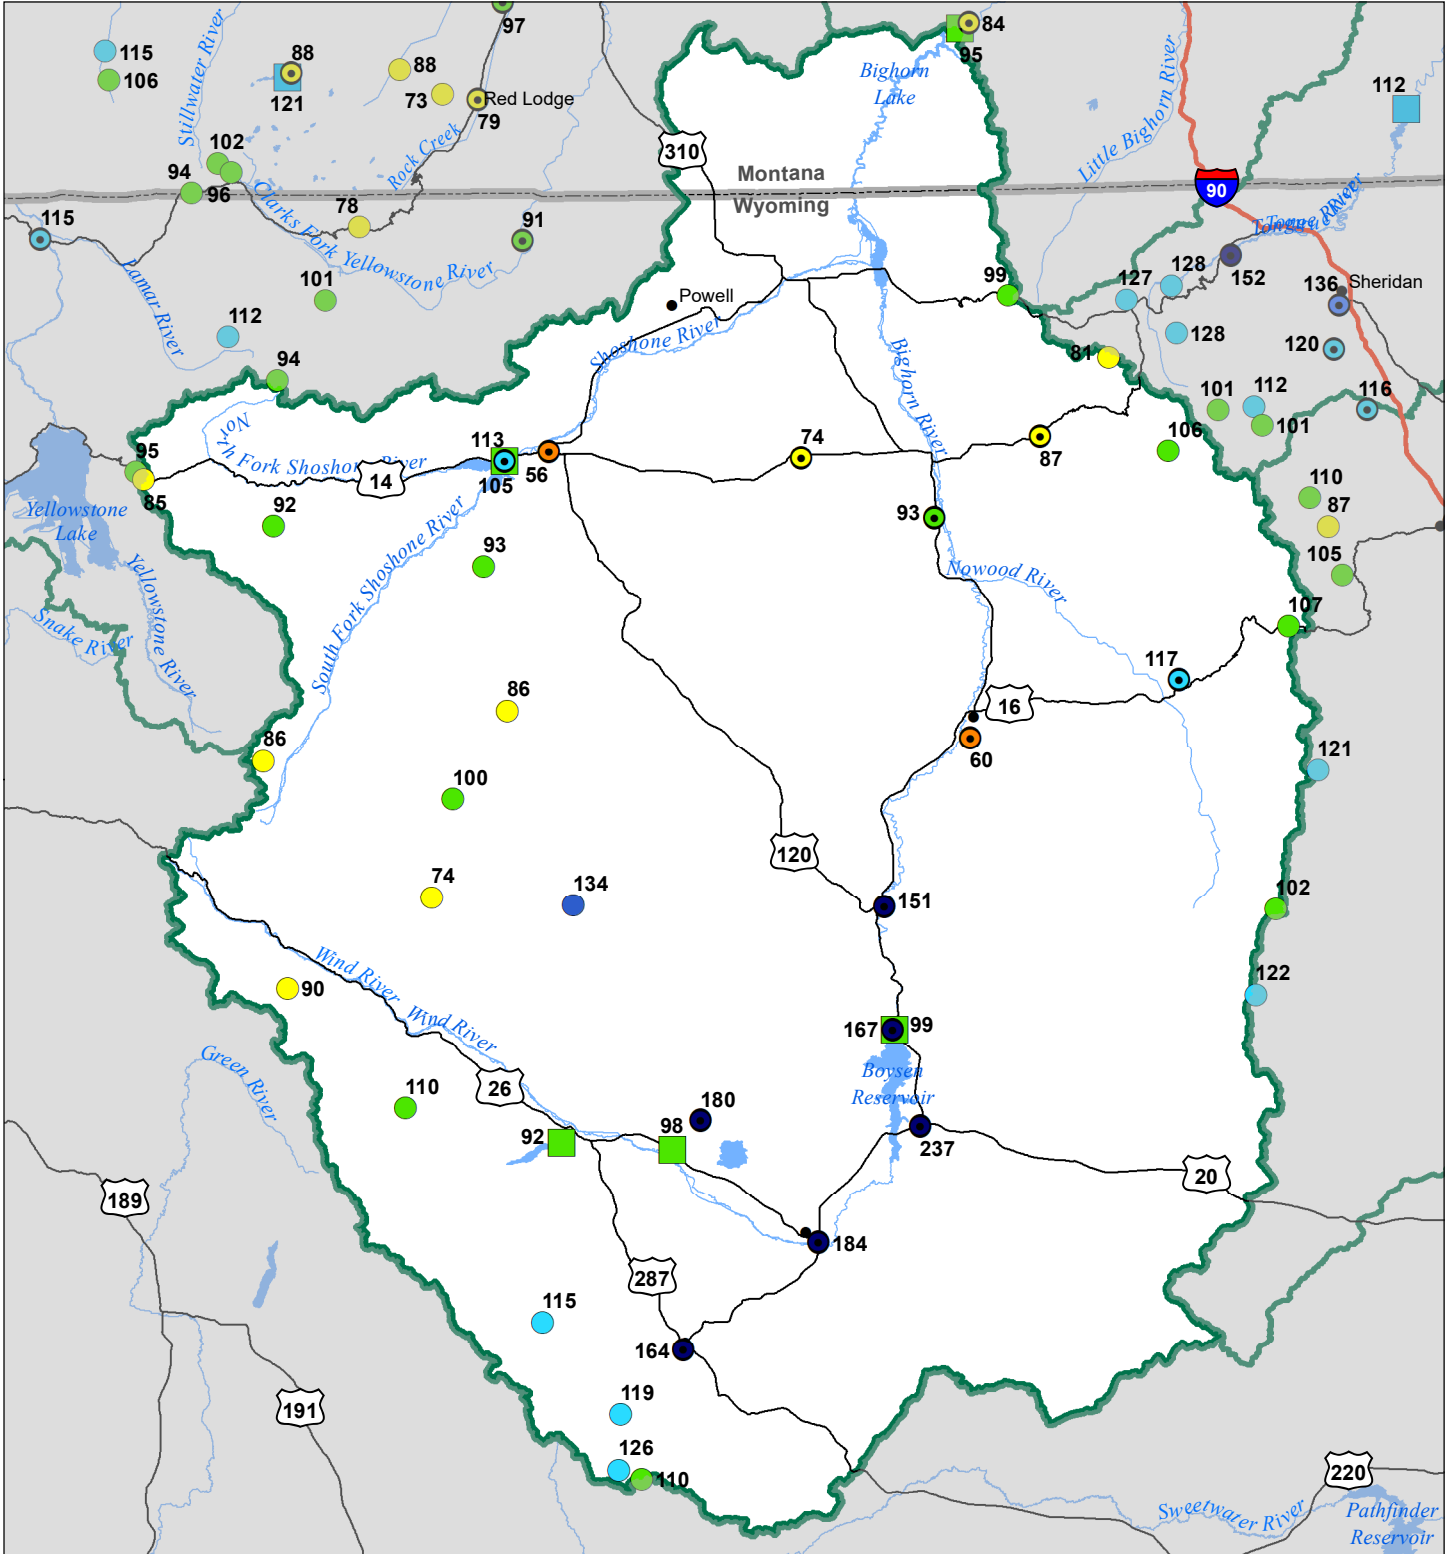 97
84
95
115
106
88
121
88
73
Red Lodge
79
Stillwater River
Rock Creek
Bighorn
Lake
Little Bighorn River
112
310
90
Montana
Wyoming
102
94
96
Clarks Fork Yellowstone River
78
91
115
Lamar River
101
112
94
Powell
Shoshone River
Bighorn River
99
127
128
152
Tongue River
Tongue River
136
Sheridan
128
120
81
101
112
101
116
106
95
85
North Fork Shoshone River
14
113
105
56
74
87
Yellowstone
Lake
92
93
93
110
87
105
South Fork Shoshone River
Yellowstone River
Snake River
Nowood River
107
117
86
86
16
60
121
100
120
74
134
151
102
90
Wind River
Wind River
122
167
99
Boysen
Reservoir
Green River
110
26
180
92
98
237
20
189
184
287
115
164
191
119
126
110
220
Sweetwater River
Pathfinder
Reservoir